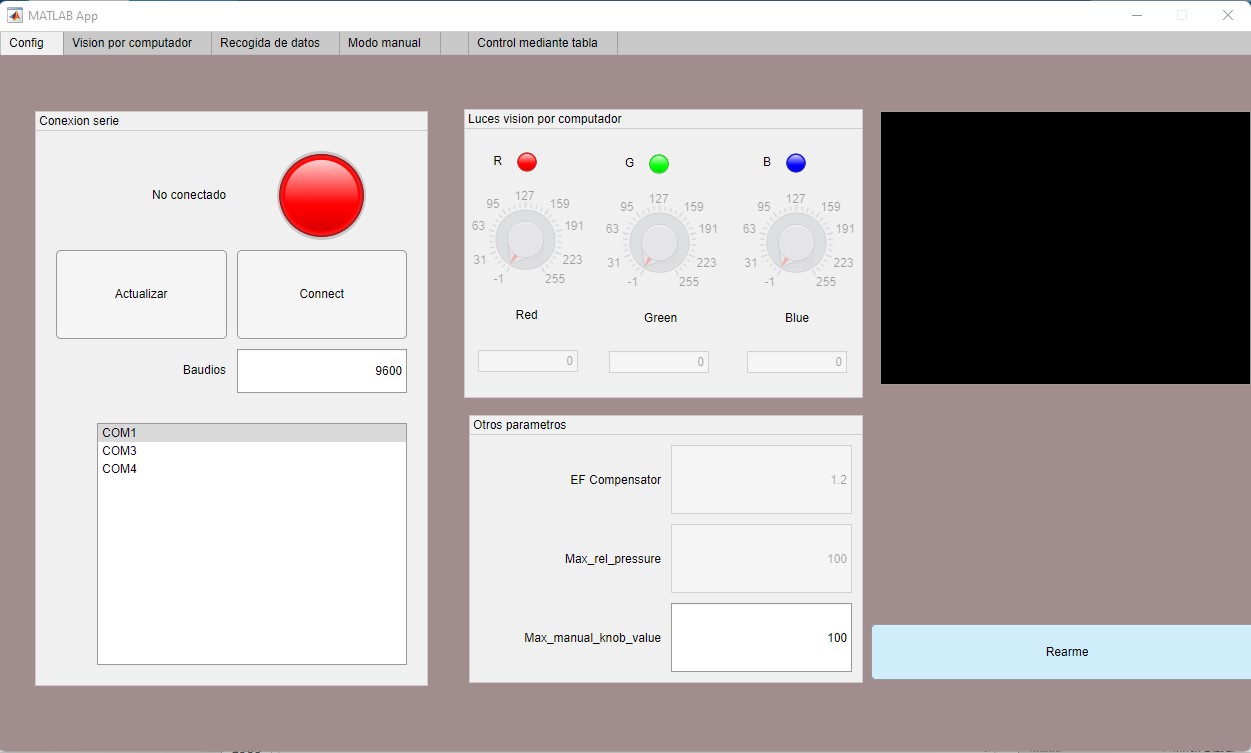 MATLAB App
Config Vision por computador Recogida de datos Modo manual Control mediante tabla
Conexion serie
No conectado
Actualizar Connect
Baudios 9600
COM1
COM3
COM4
Luces vision por computador
R G B
95 127 159 95 127 159 95 127 159
63 191 63 191 63 191
31 223 31 223 31 223
-1 255 -1 255 -1 255
Red Green Blue
0 0 0
Otros parametros
EF Compensator 1.2
Max_rel_pressure 100
Max_manual_knob_value 100
Rearme